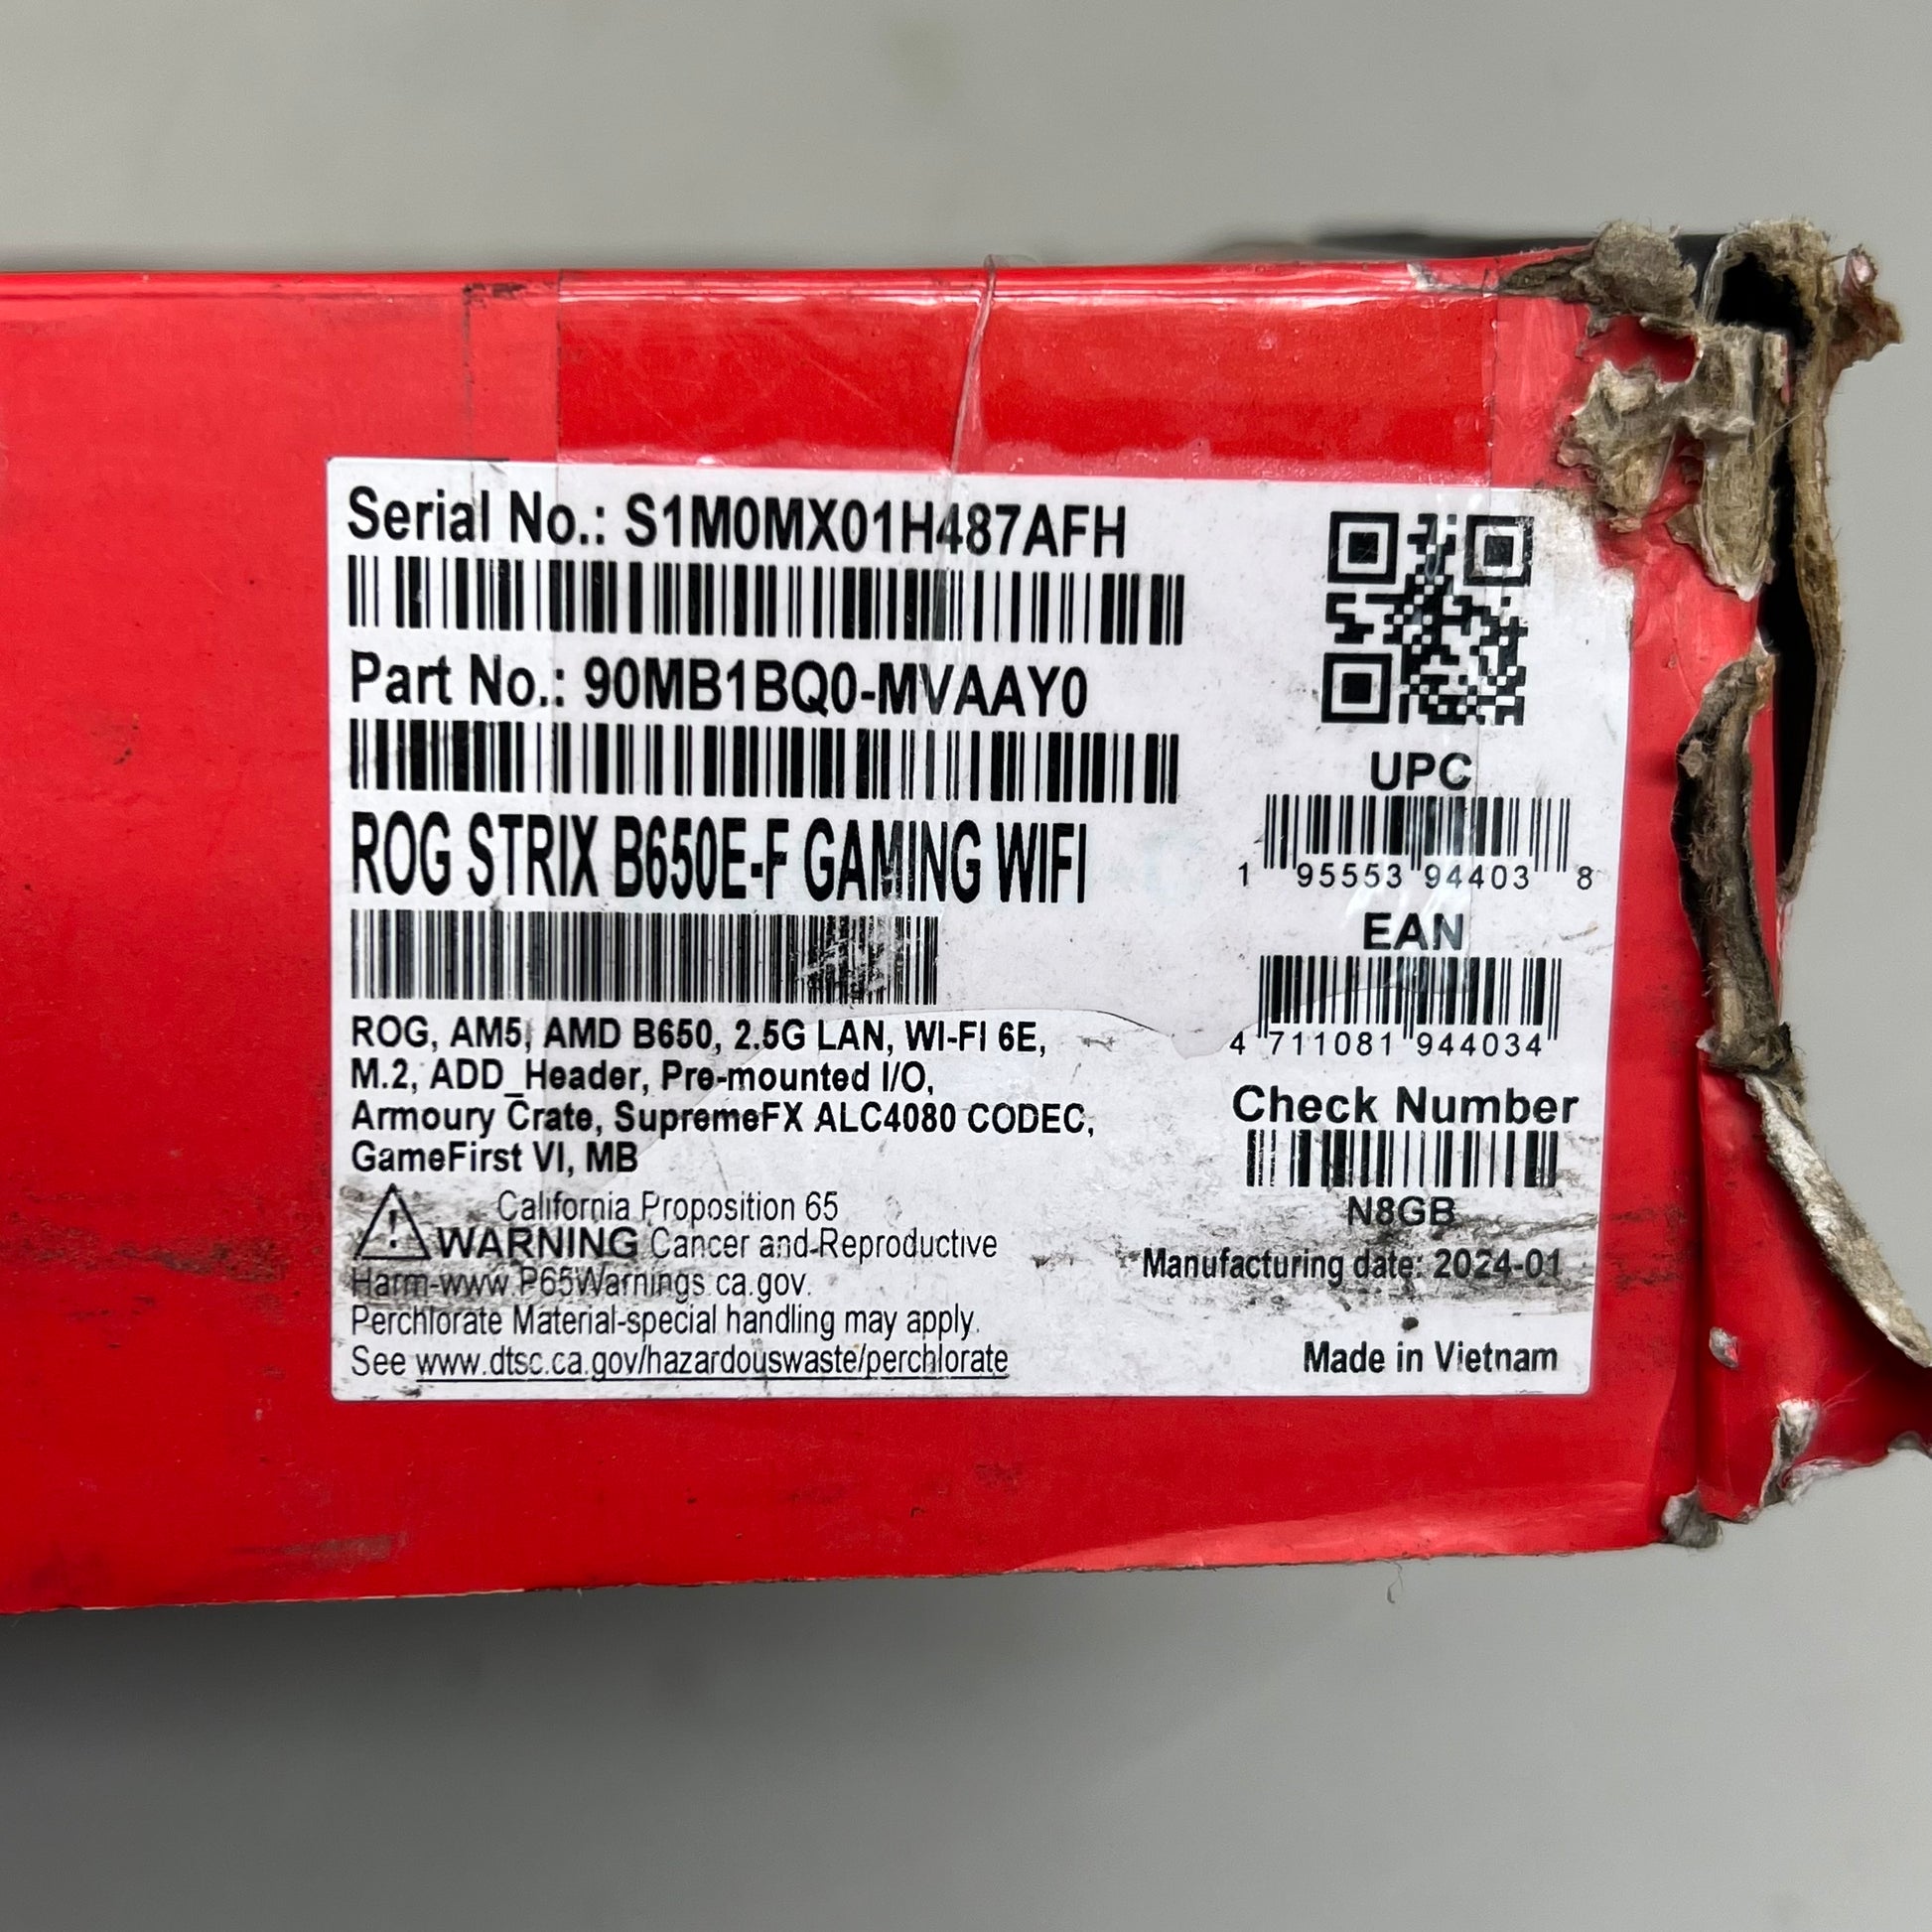 Serial No.: S1M0MX01H487AFH
Part No.: 90MB1BQ0-MVAAY0
ROG STRIX B650E-F GAMING WIFI
ROG, AM5, AMD B650, 2.5G LAN, WI-FI 6E,
M.2, ADD_Header, Pre-mounted I/O,
Armoury Crate, SupremeFX ALC4080 CODEC,
GameFirst VI, MB
California Proposition 65
WARNING Cancer and Reproductive
Harm-www.P65Warnings.ca.gov.
Perchlorate Material-special handling may apply.
See www.dtsc.ca.gov/hazardouswaste/perchlorate
UPC
1 95553 94403 8
EAN
4 711081 944034
Check Number
N8GB
Manufacturing date: 2024-01
Made in Vietnam